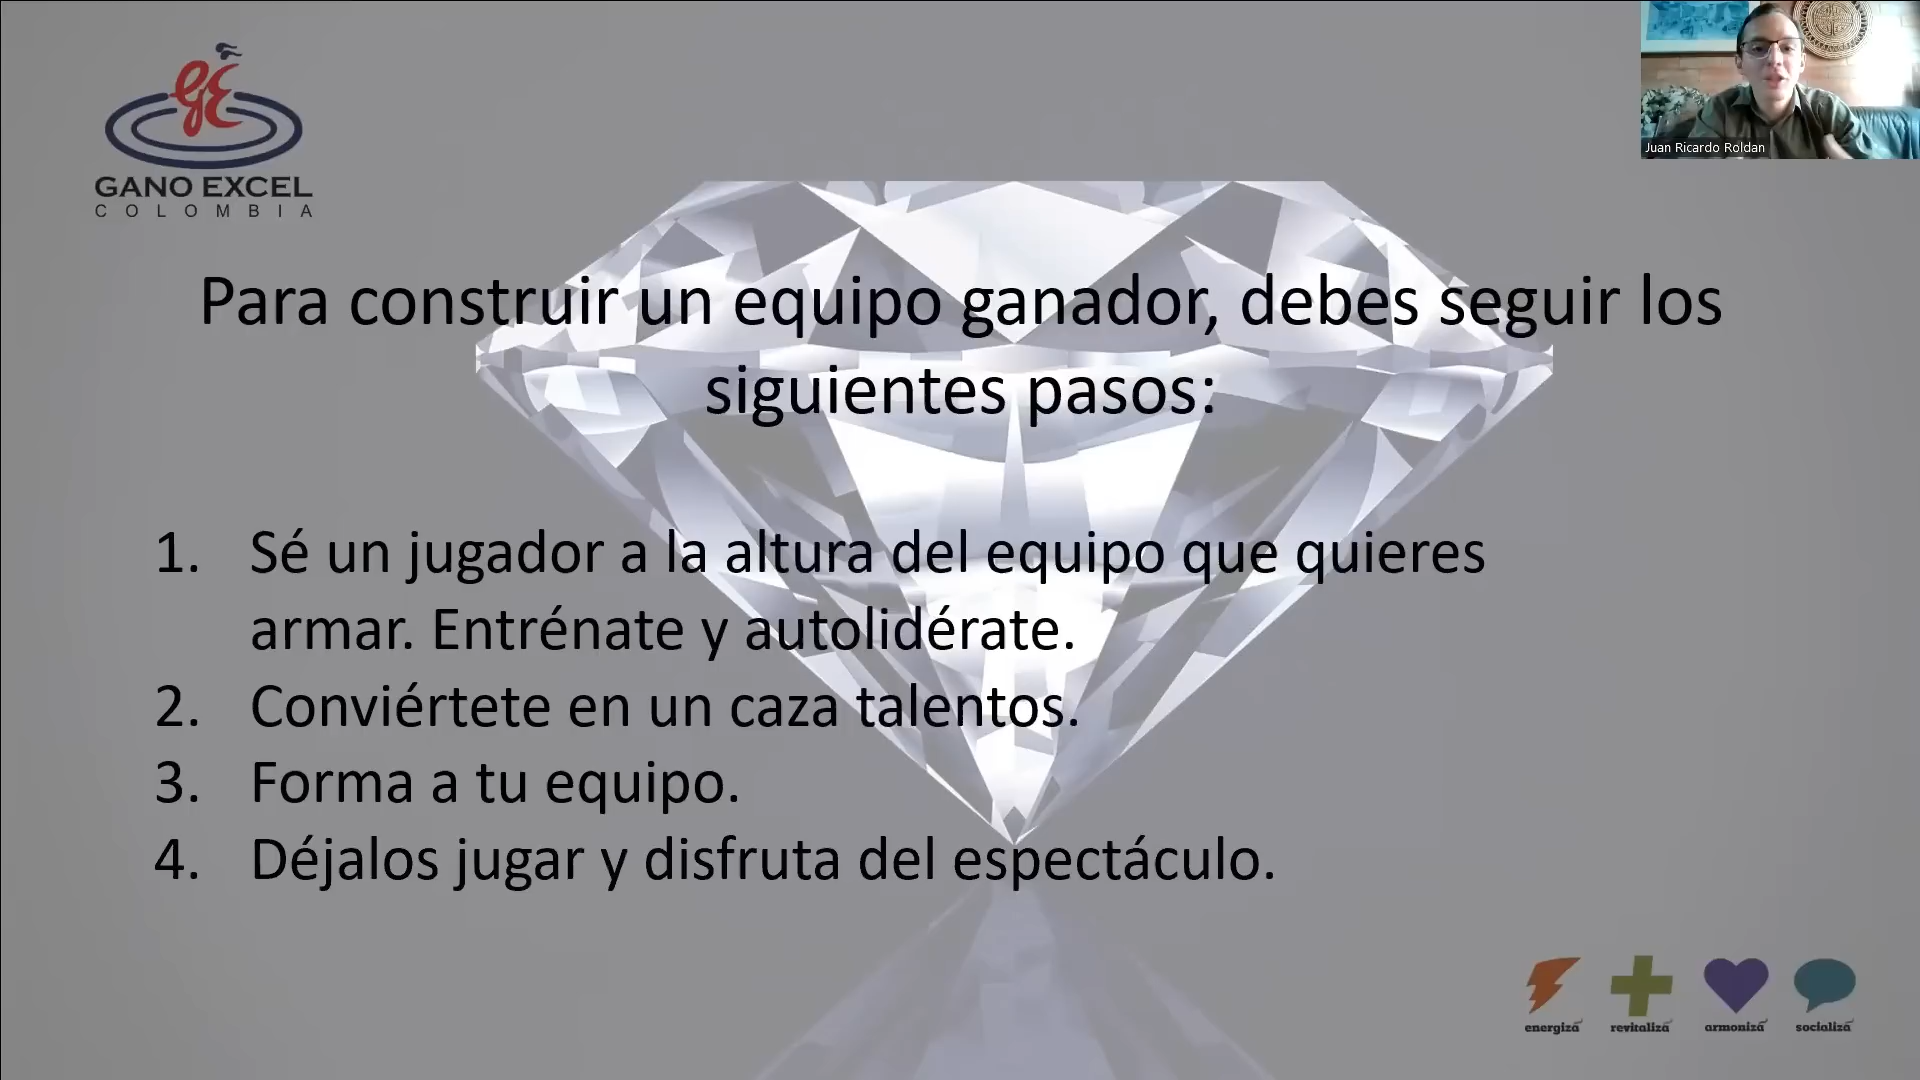 GE
GANO EXCEL
COLOMBIA
Juan Ricardo Roldan
Para construir un equipo ganador, debes seguir los
siguientes pasos:
1. Sé un jugador a la altura del equipo que quieres
armar. Entrénate y autolidérate.
2. Conviértete en un caza talentos.
3. Forma a tu equipo.
4. Déjalos jugar y disfruta del espectáculo.
energiza
revitaliza
armoniza
socializa